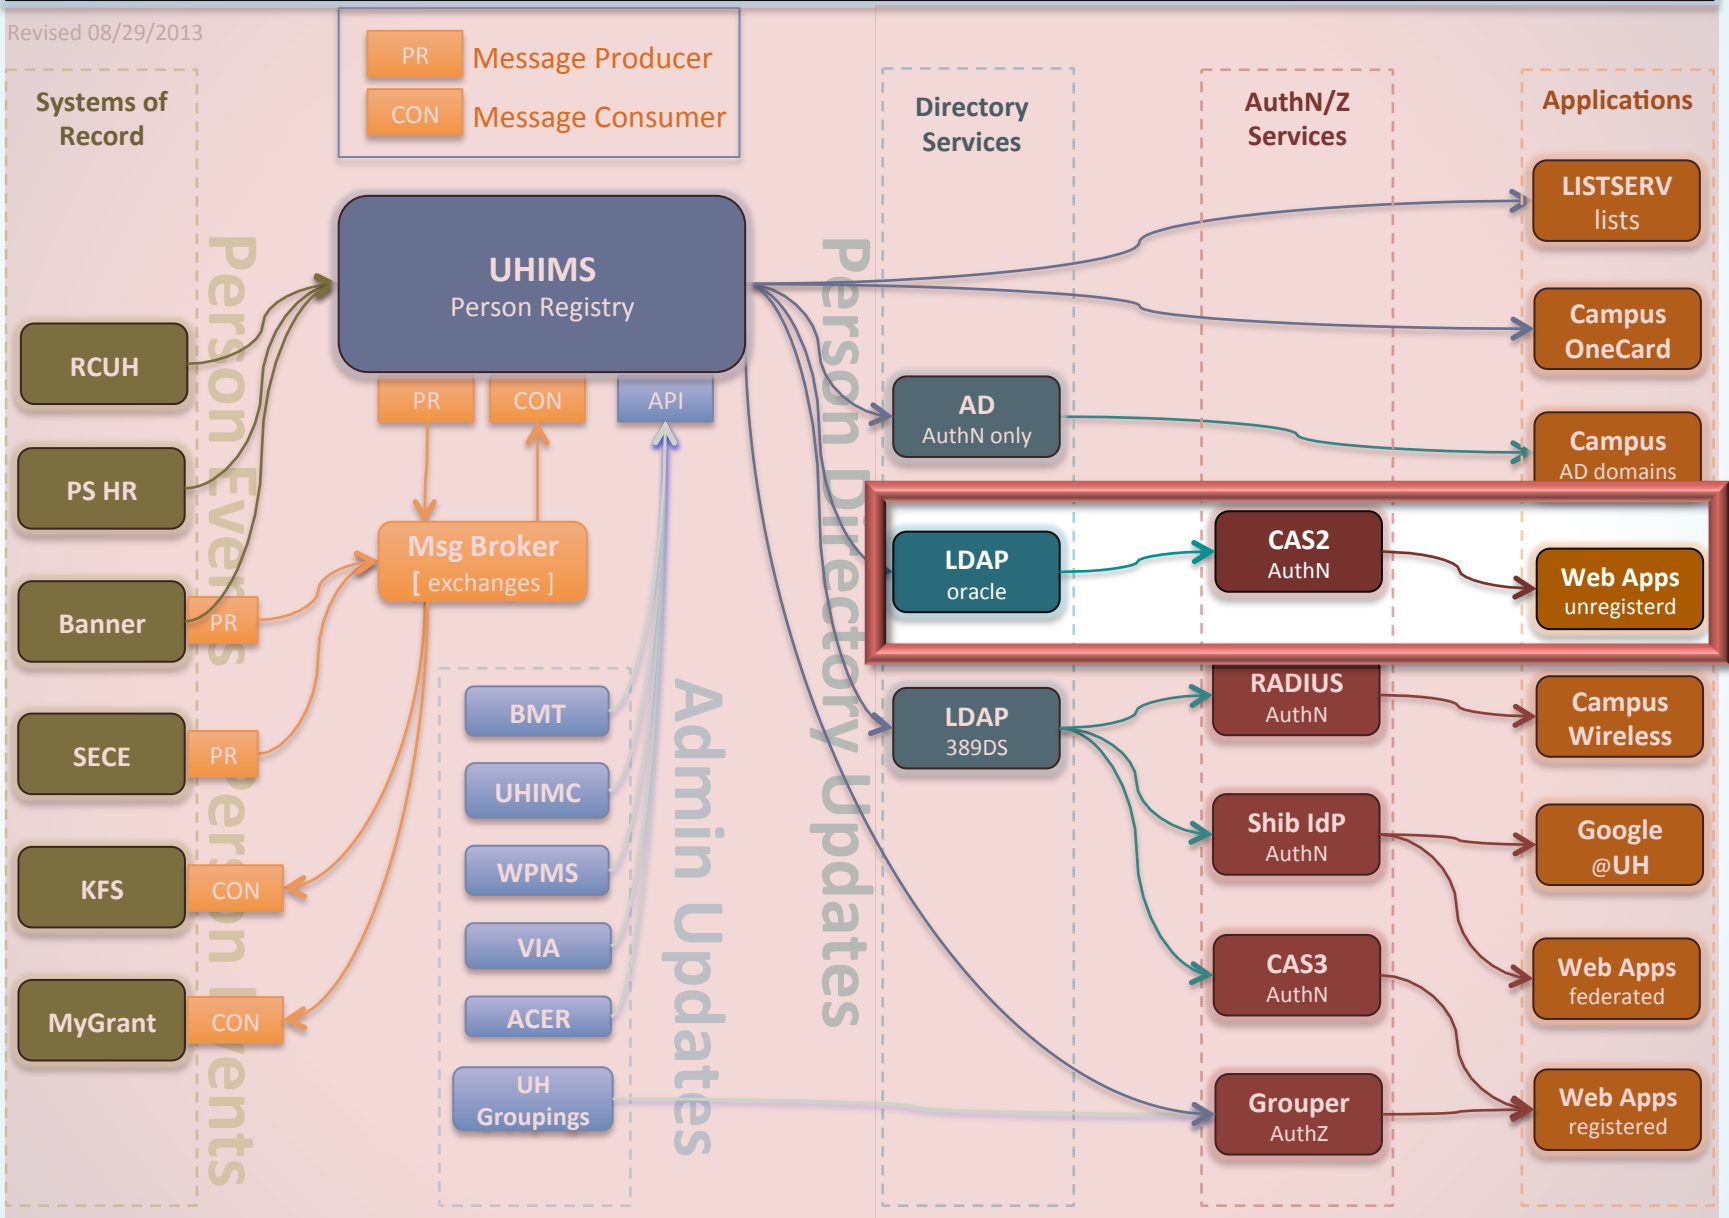 Revised 08/29/2013
PR Message Producer
CON Message Consumer
Systems of
Record
Directory
Services
AuthN/Z
Services
Applications
Person Events
Person Events
Person Directory Updates
Admin Updates
UHIMS
Person Registry
PR
CON
API
RCUH
PS HR
Banner
PR
SECE
PR
KFS
CON
MyGrant
CON
Msg Broker
[ exchanges ]
BMT
UHIMC
WPMS
VIA
ACER
UH
Groupings
AD
AuthN only
LDAP
oracle
LDAP
389DS
CAS2
AuthN
RADIUS
AuthN
Shib IdP
AuthN
CAS3
AuthN
Grouper
AuthZ
LISTSERV
lists
Campus
OneCard
Campus
AD domains
Web Apps
unregisterd
Campus
Wireless
Google
@UH
Web Apps
federated
Web Apps
registered